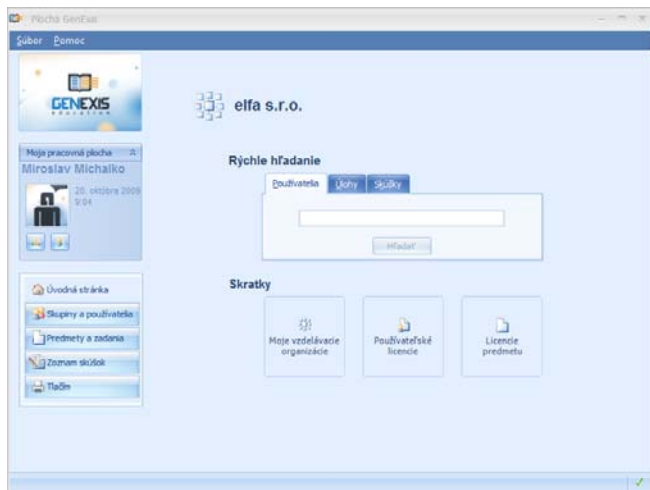 Plocha GenExis
Súbor Pomoc
GENEXIS
education
elfa s.r.o.
Moja pracovná plocha
Miroslav Michalko
20. októbra 2009
9:04
Rýchle hľadanie
Používatelia Úlohy Skúšky
Hľadať
Úvodná stránka
Skupiny a používatelia
Predmety a zadania
Zoznam skúšok
Tlačím
Skratky
Moje vzdelávacie
organizácie
Používateľské
licencie
Licencie
predmetu